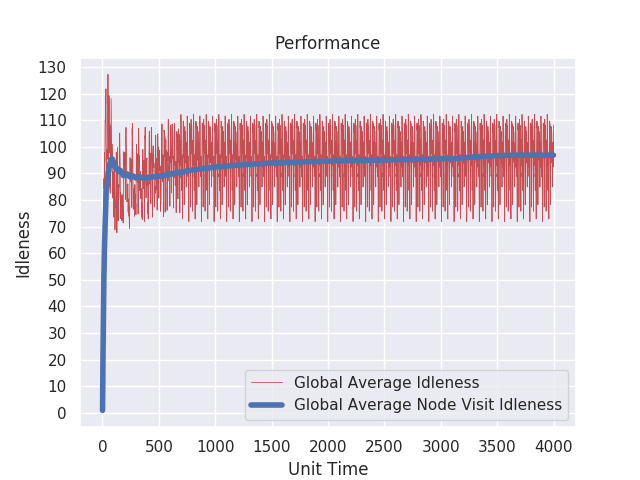 Performance
130
120
110
100
90
80
70
60
50
40
30
20
10
0
Idleness
Global Average Idleness
Global Average Node Visit Idleness
0 500 1000 1500 2000 2500 3000 3500 4000
Unit Time